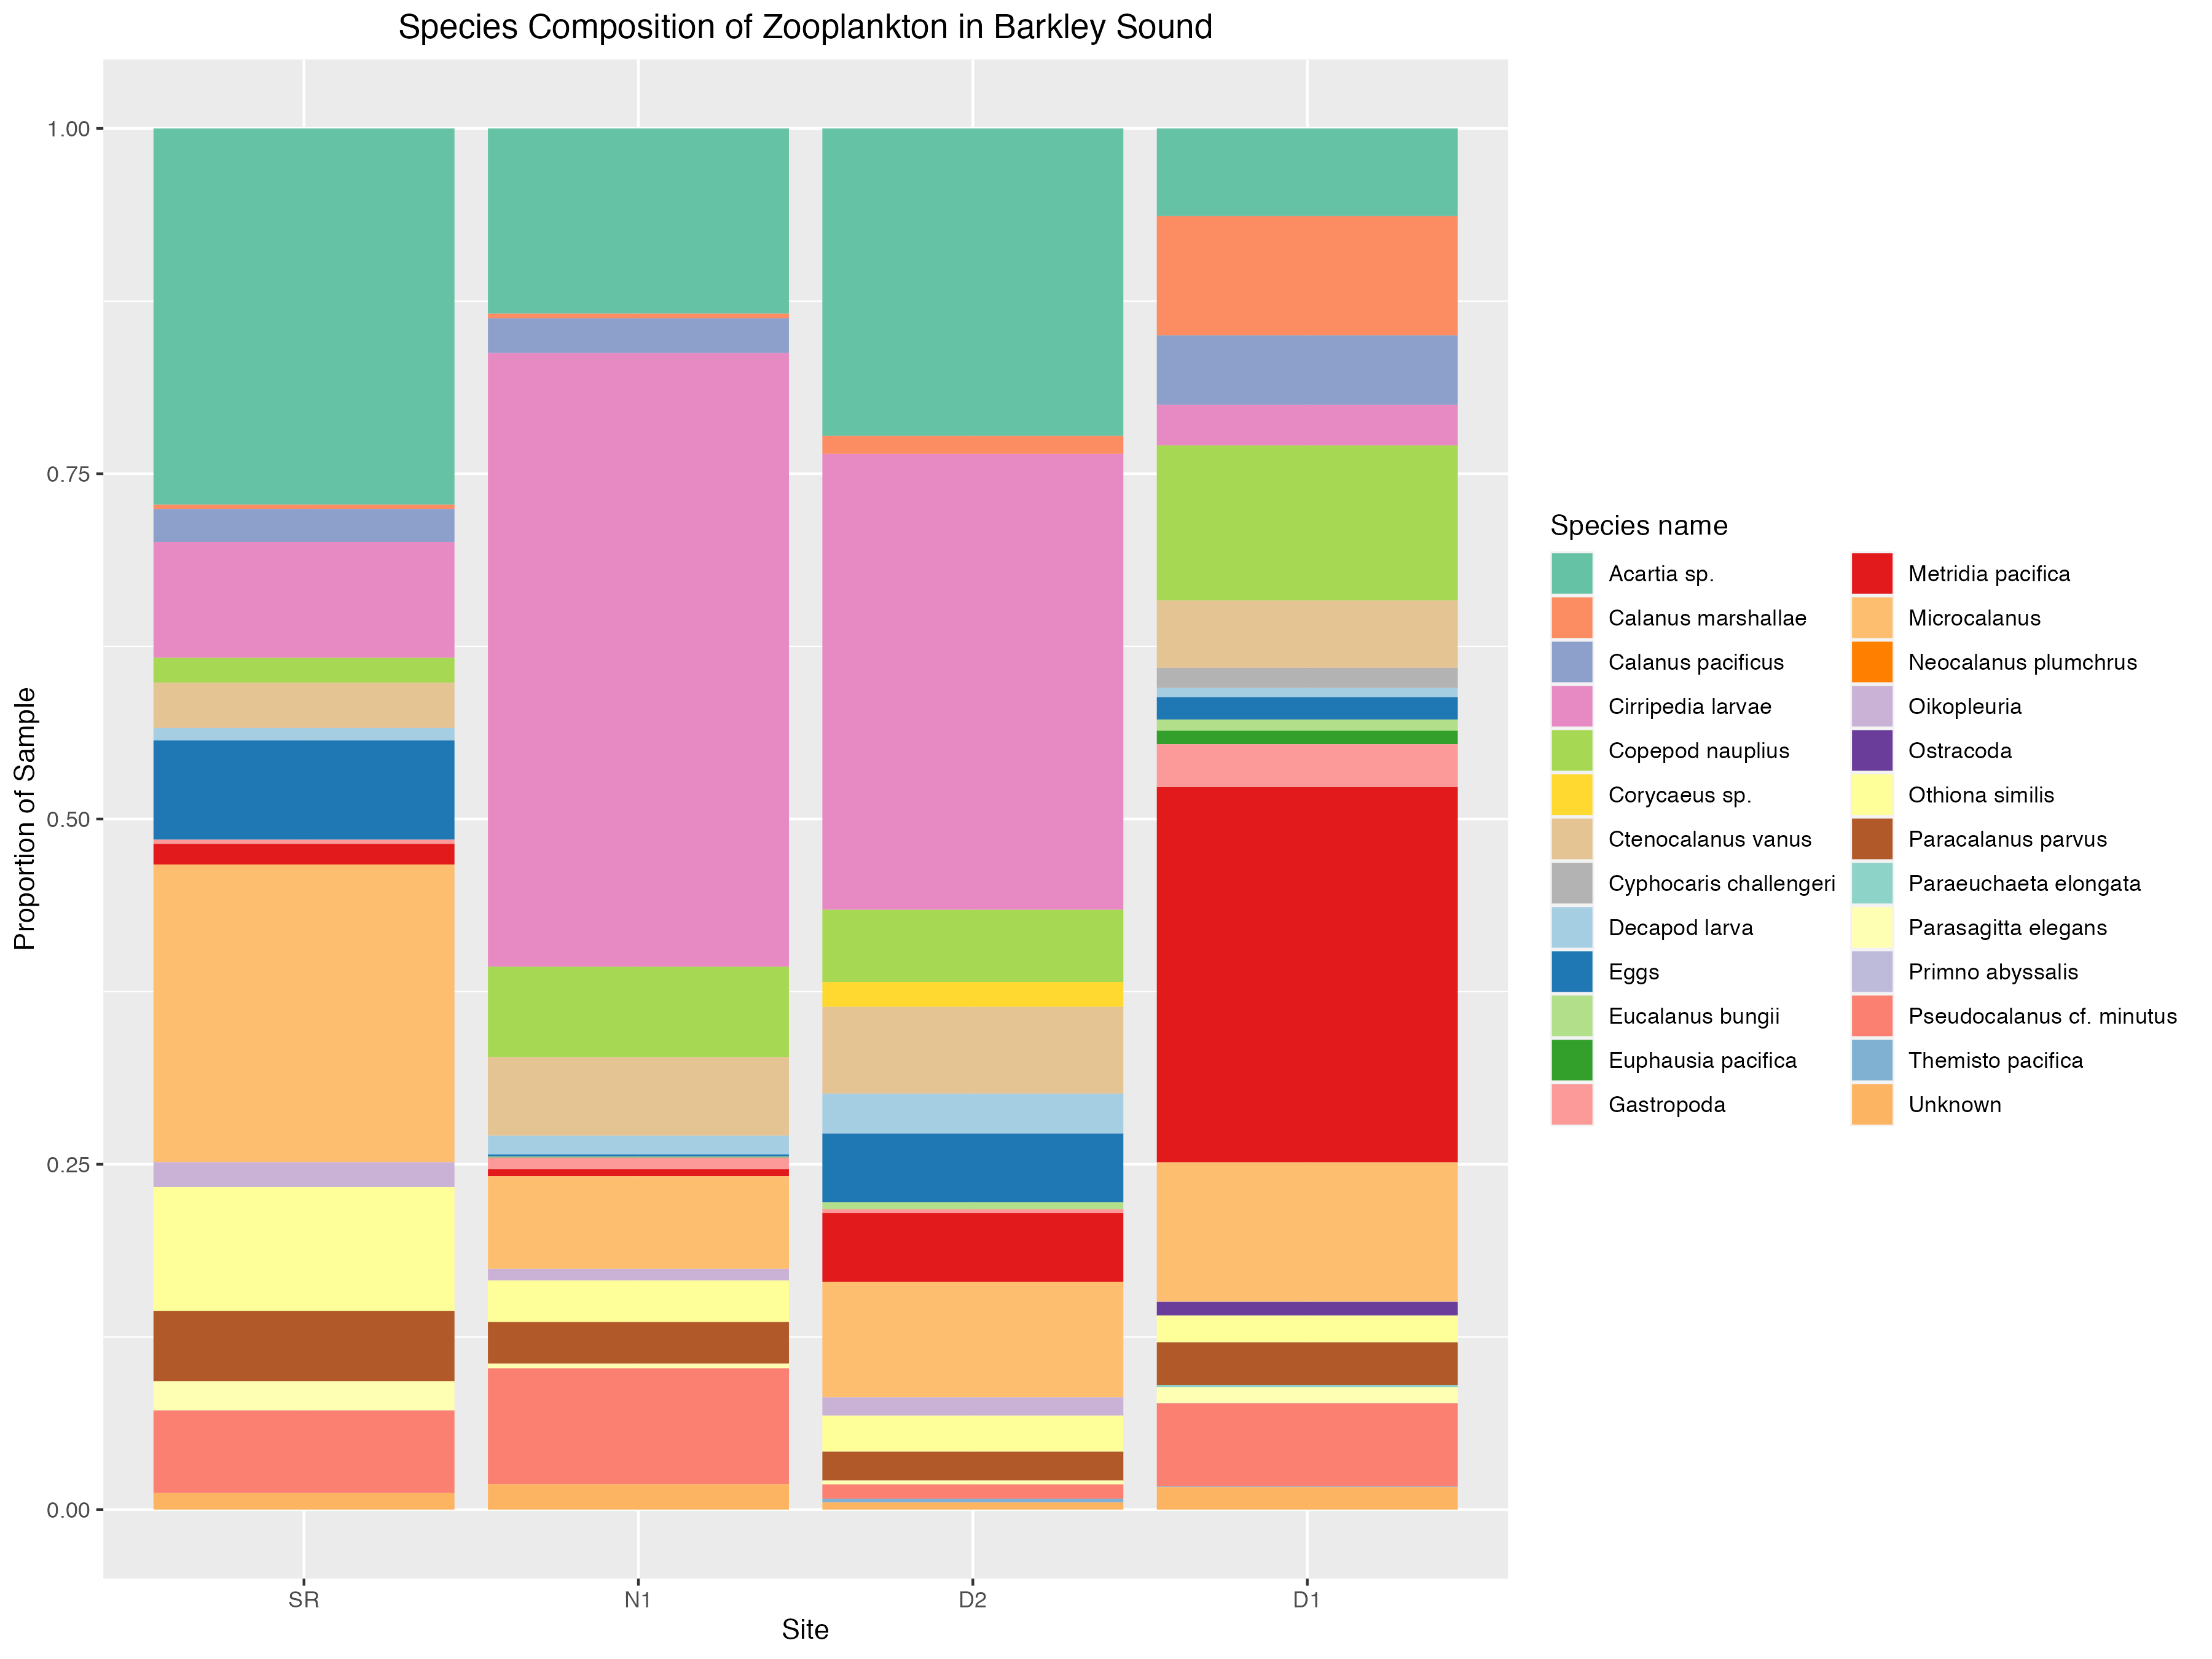 Species Composition of Zooplankton in Barkley Sound
1.00
0.75
0.50
0.25
0.00
Proportion of Sample
SR
N1
D2
D1
Site
Species name
Acartia sp.
Calanus marshallae
Calanus pacificus
Cirripedia larvae
Copepod nauplius
Corycaeus sp.
Ctenocalanus vanus
Cyphocaris challengeri
Decapod larva
Eggs
Eucalanus bungii
Euphausia pacifica
Gastropoda
Metridia pacifica
Microcalanus
Neocalanus plumchrus
Oikopleuria
Ostracoda
Othiona similis
Paracalanus parvus
Paraeuchaeta elongata
Parasagitta elegans
Primno abyssalis
Pseudocalanus cf. minutus
Themisto pacifica
Unknown